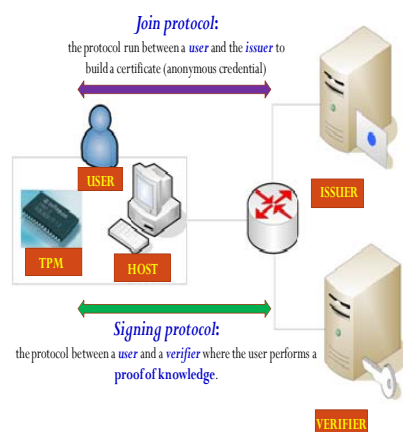 Join protocol:
the protocol run between a user and the issuer to
build a certificate (anonymous credential)
USER
ISSUER
TPM
HOST
Signing protocol:
the protocol between a user and a verifier where the user performs a
proof of knowledge.
VERIFIER